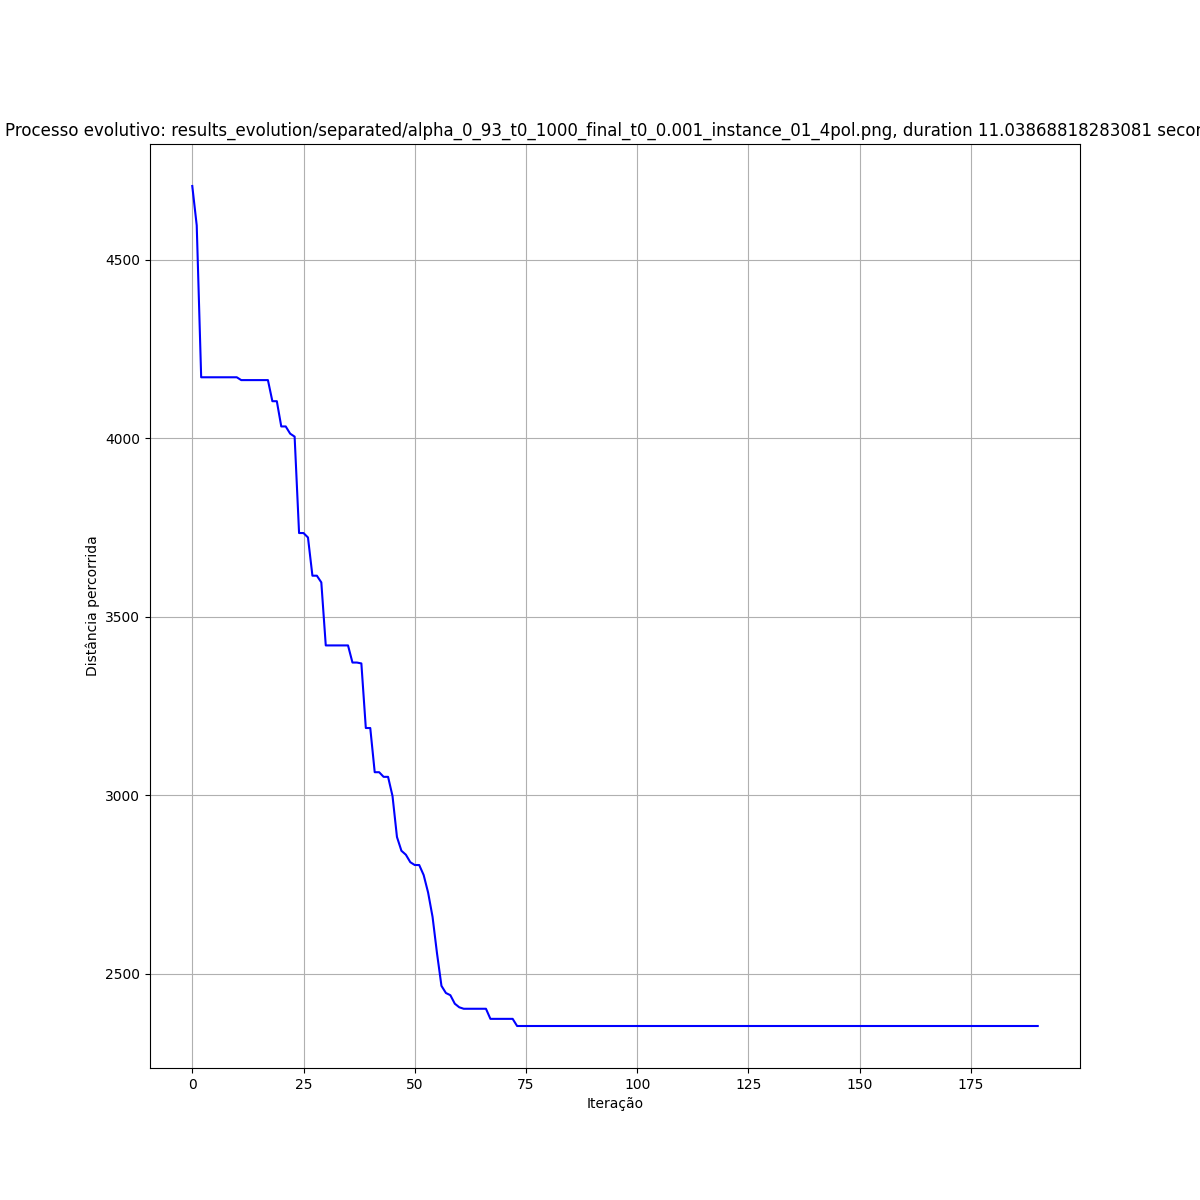 Processo evolutivo: results_evolution/separated/alpha_0_93_t0_1000_final_t0_0.001_instance_01_4pol.png, duration 11.03868818283081
4500
4000
3500
3000
2500
Distância percorrida
0 25 50 75 100 125 150 175
Iteração